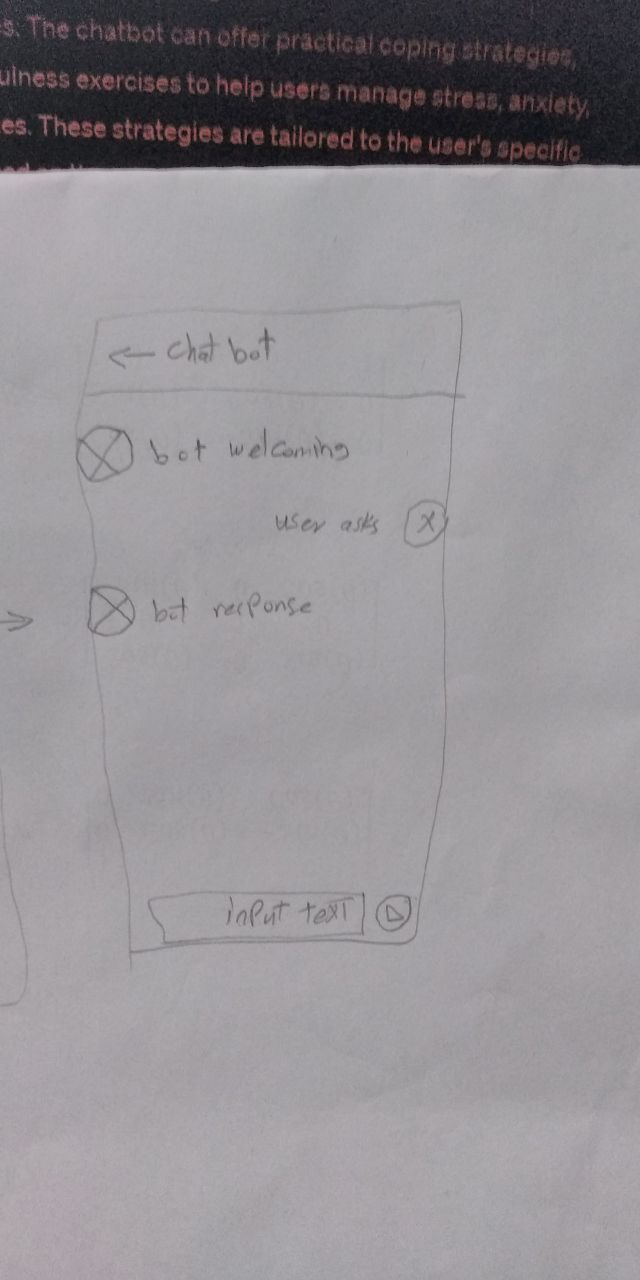 s. The chatbot can offer practical coping strategies,
ulness exercises to help users manage stress, anxiety,
es. These strategies are tailored to the user's specific
← Chat bot
bot welcoming
user asks
bot response
input text